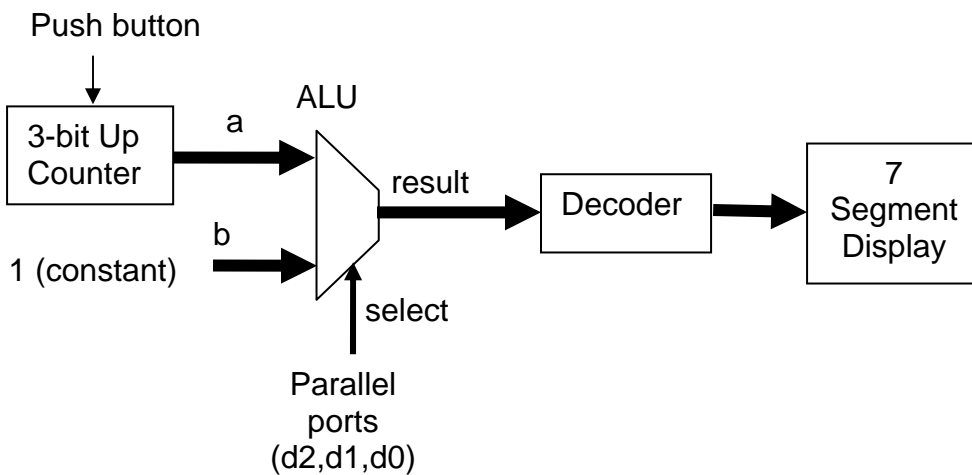 Push button
ALU
3-bit Up
Counter
a
result
Decoder
7
Segment
Display
b
1 (constant)
select
Parallel
ports
(d2,d1,d0)